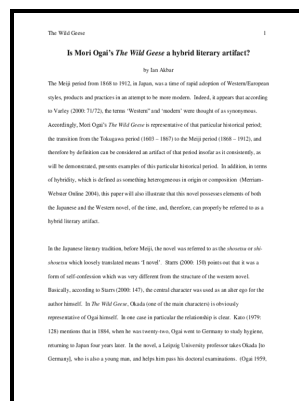 The Wild Geese 1
Is Mori Ogai's The Wild Geese a hybrid literary artifact?
by Ian Akbar
The Meiji period from 1868 to 1912, in Japan, was a time of rapid adoption of Western/European
styles, products and practices in an attempt to be more modern. Indeed, it appears that according
to Varley (2000: 71/72), the terms 'Western" and 'modern' were thought of as synonymous.
Accordingly, Mori Ogai's The Wild Geese is representative of that particular historical period;
the transition from the Tokugawa period (1603 – 1867) to the Meiji period (1868 – 1912), and
therefore by definition can be considered an artifact of that period insofar as it consistently, as
will be demonstrated, presents examples of this particular historical period. In addition, in terms
of hybridity, which is defined as something heterogeneous in origin or composition (Merriam-
Webster Online 2004), this paper will also illustrate that this novel possesses elements of both
the Japanese and the Western novel, of the time, and, therefore, can properly be referred to as a
hybrid literary artifact.
In the Japanese literary tradition, before Meiji, the novel was referred to as the shosetsu or shi-
shosetsu which loosely translated means 'I novel'. Starrs (2000: 150) points out that it was a
form of self-confession which was very different from the structure of the western novel.
Basically, according to Starrs (2000: 147), the central character was used as an alter ego for the
author himself. In The Wild Geese, Okada (one of the main characters) is obviously
representative of Ogai himself. In one case in particular the relationship is clear. Kato (1979:
128) mentions that in 1884, when he was twenty-two, Ogai went to Germany to study hygiene,
returning to Japan four years later. In the novel, a Leipzig University professor takes Okada [to
Germany], who is also a young man, and helps him pass his doctoral examinations. (Ogai 1959,